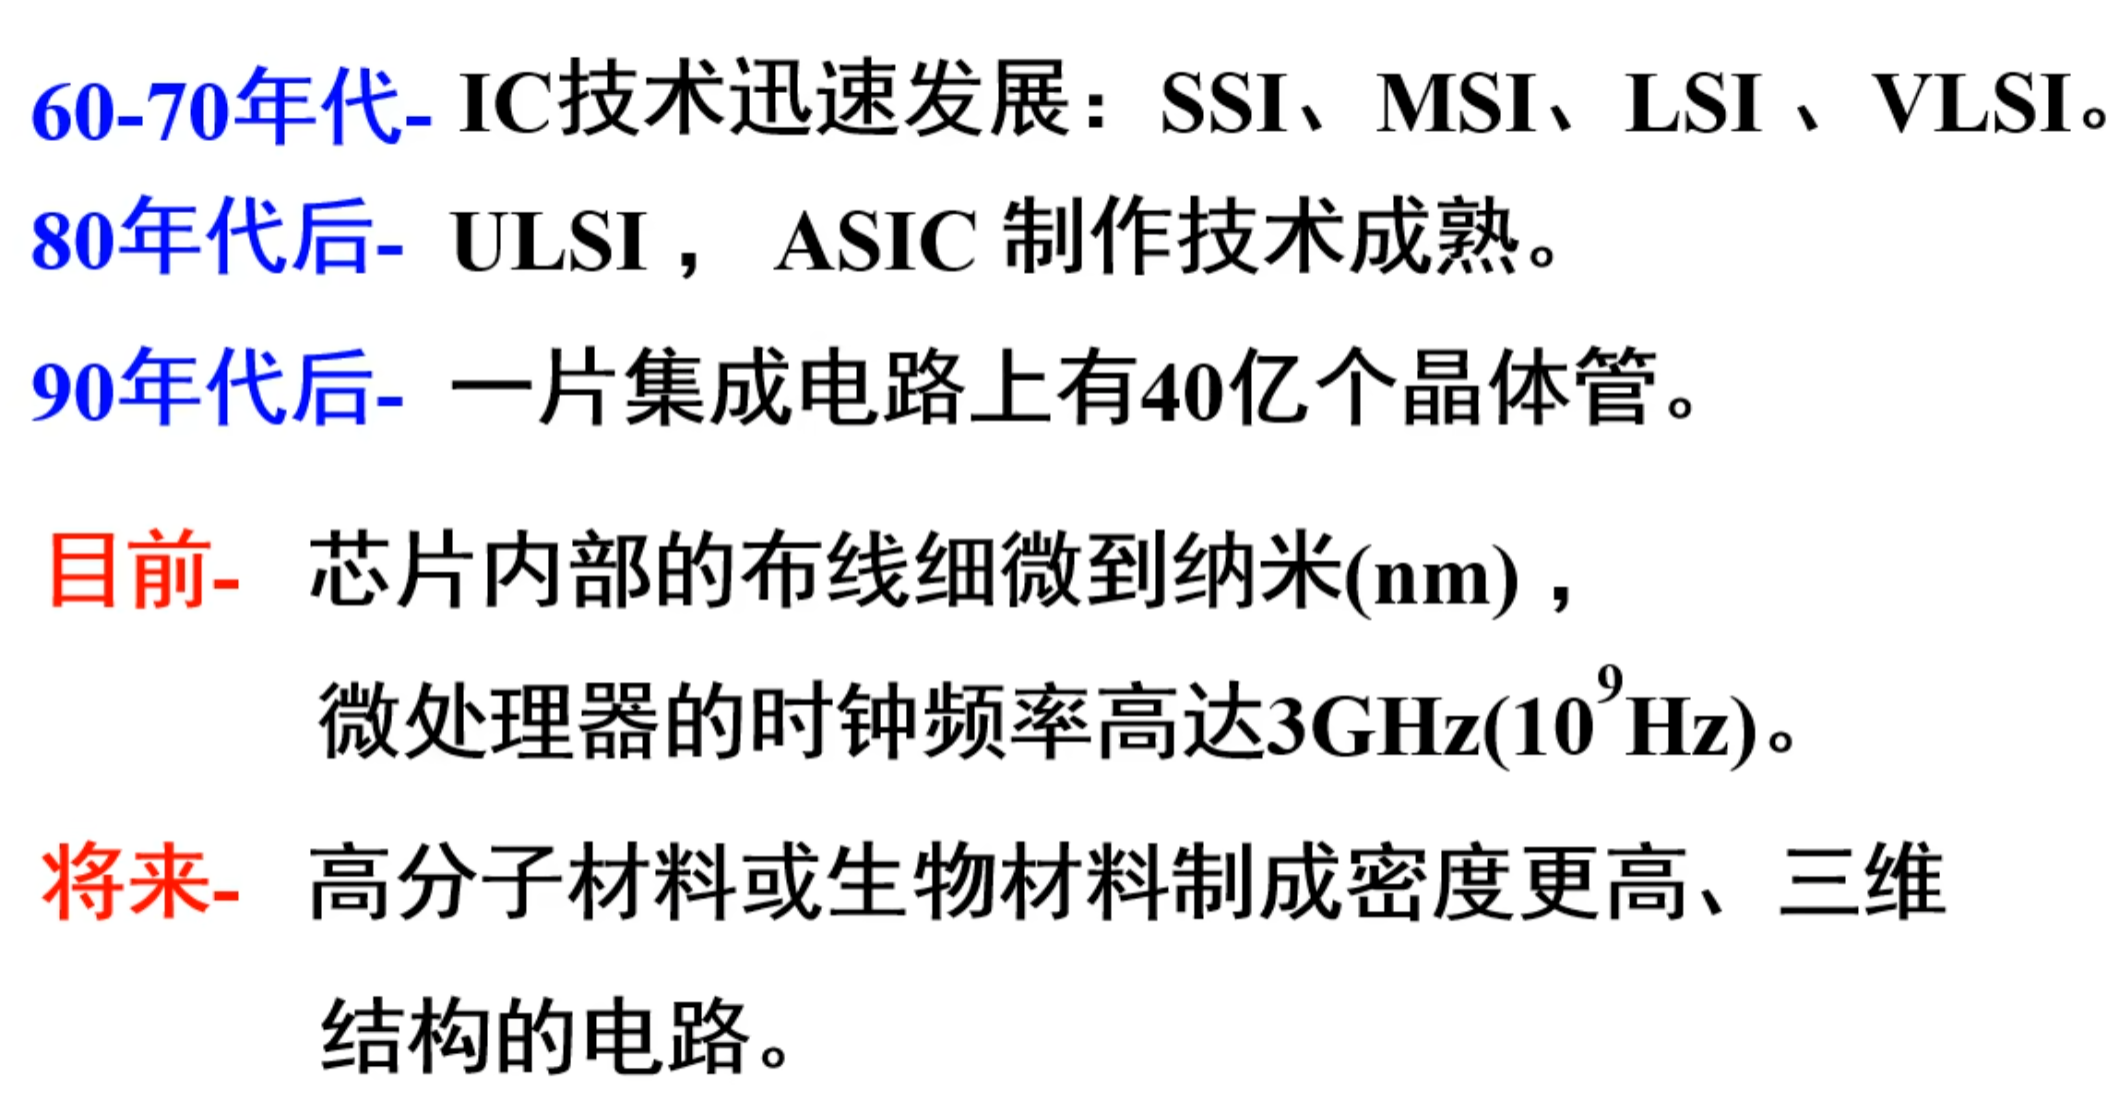 60-70年代- IC技术迅速发展：SSI、MSI、LSI 、VLSI。
80年代后- ULSI ， ASIC 制作技术成熟。
90年代后- 一片集成电路上有40亿个晶体管。
目前- 芯片内部的布线细微到纳米(nm)，
微处理器的时钟频率高达3GHz(10⁹Hz)。
将来- 高分子材料或生物材料制成密度更高、三维
结构的电路。